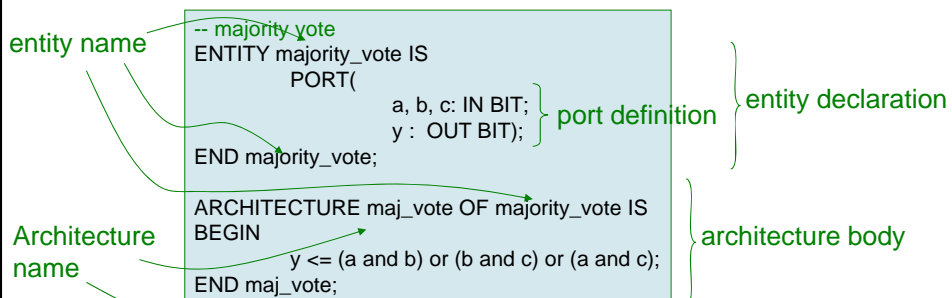 -- majority vote
entity name
ENTITY majority_vote IS
PORT(
a, b, c: IN BIT;
y : OUT BIT);
port definition
entity declaration
END majority_vote;
ARCHITECTURE maj_vote OF majority_vote IS
BEGIN
Architecture
name
architecture body
y <= (a and b) or (b and c) or (a and c);
END maj_vote;